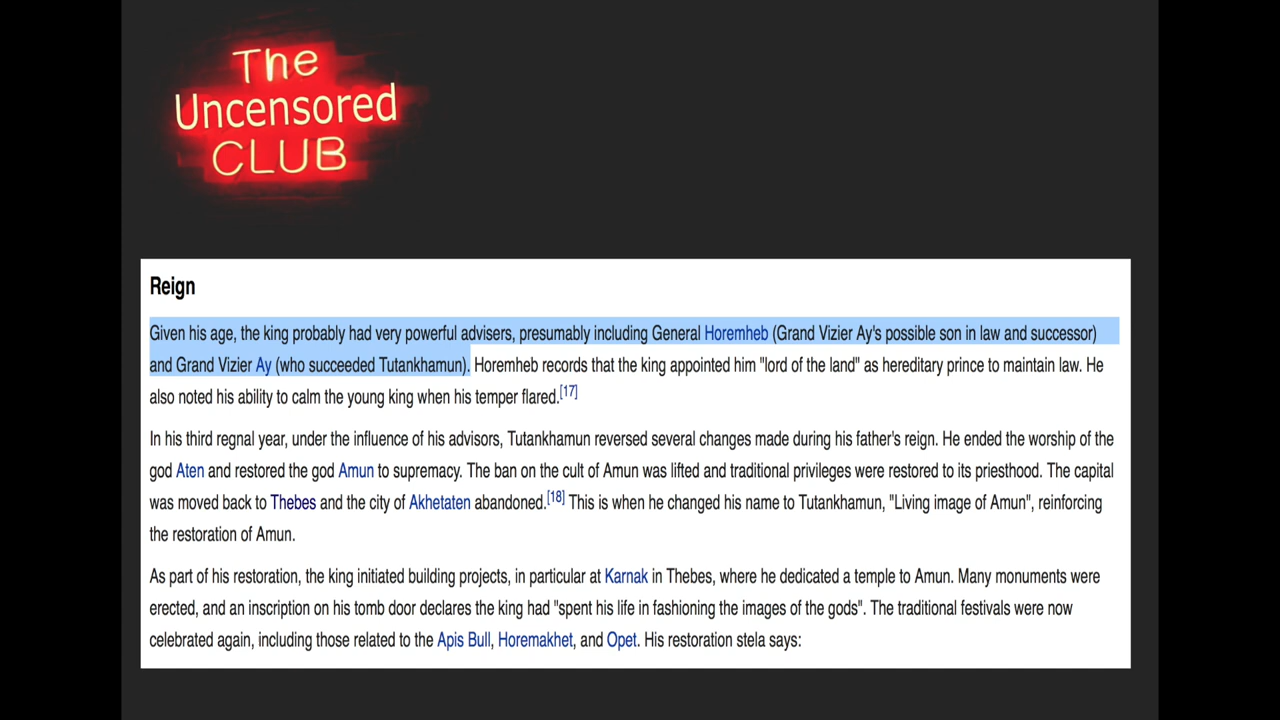 The
Uncensored
CLUB
Reign
Given his age, the king probably had very powerful advisers, presumably including General Horemheb (Grand Vizier Ay's possible son in law and successor)
and Grand Vizier Ay (who succeeded Tutankhamun). Horemheb records that the king appointed him "lord of the land" as hereditary prince to maintain law. He
also noted his ability to calm the young king when his temper flared.[17]
In his third regnal year, under the influence of his advisors, Tutankhamun reversed several changes made during his father's reign. He ended the worship of the
god Aten and restored the god Amun to supremacy. The ban on the cult of Amun was lifted and traditional privileges were restored to its priesthood. The capital
was moved back to Thebes and the city of Akhetaten abandoned.[18] This is when he changed his name to Tutankhamun, "Living image of Amun", reinforcing
the restoration of Amun.
As part of his restoration, the king initiated building projects, in particular at Karnak in Thebes, where he dedicated a temple to Amun. Many monuments were
erected, and an inscription on his tomb door declares the king had "spent his life in fashioning the images of the gods". The traditional festivals were now
celebrated again, including those related to the Apis Bull, Horemakhet, and Opet. His restoration stela says: